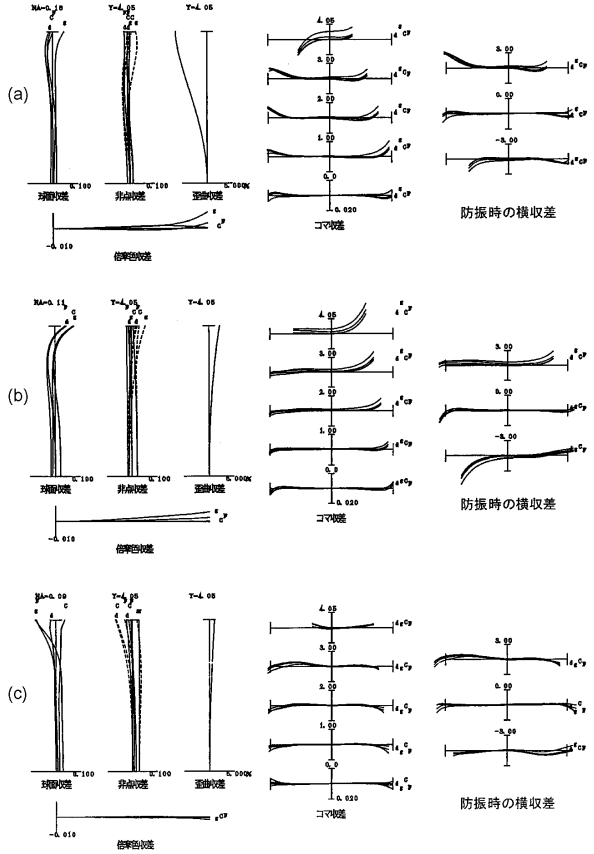 (a)
NA=0.18
Y=4.05
Y=4.05
C F
d g
0.100
球面収差
0.100
非点収差
5.000%
歪曲収差
g
C F
-0.010
倍率色収差
4.05
3.00
2.00
1.00
0.0
0.020
コマ収差
3.00
0.00
-3.00
防振時の横収差
(b)
NA=0.11
Y=4.05
Y=4.05
0.100
球面収差
0.100
非点収差
5.000%
歪曲収差
g
C F
-0.010
倍率色収差
4.05
3.00
2.00
1.00
0.0
0.020
コマ収差
3.00
0.00
-3.00
防振時の横収差
(c)
NA=0.09
Y=4.05
Y=4.05
0.100
球面収差
0.100
非点収差
5.000%
歪曲収差
g C F
-0.010
倍率色収差
4.05
3.00
2.00
1.00
0.0
0.020
コマ収差
3.00
0.00
-3.00
防振時の横収差